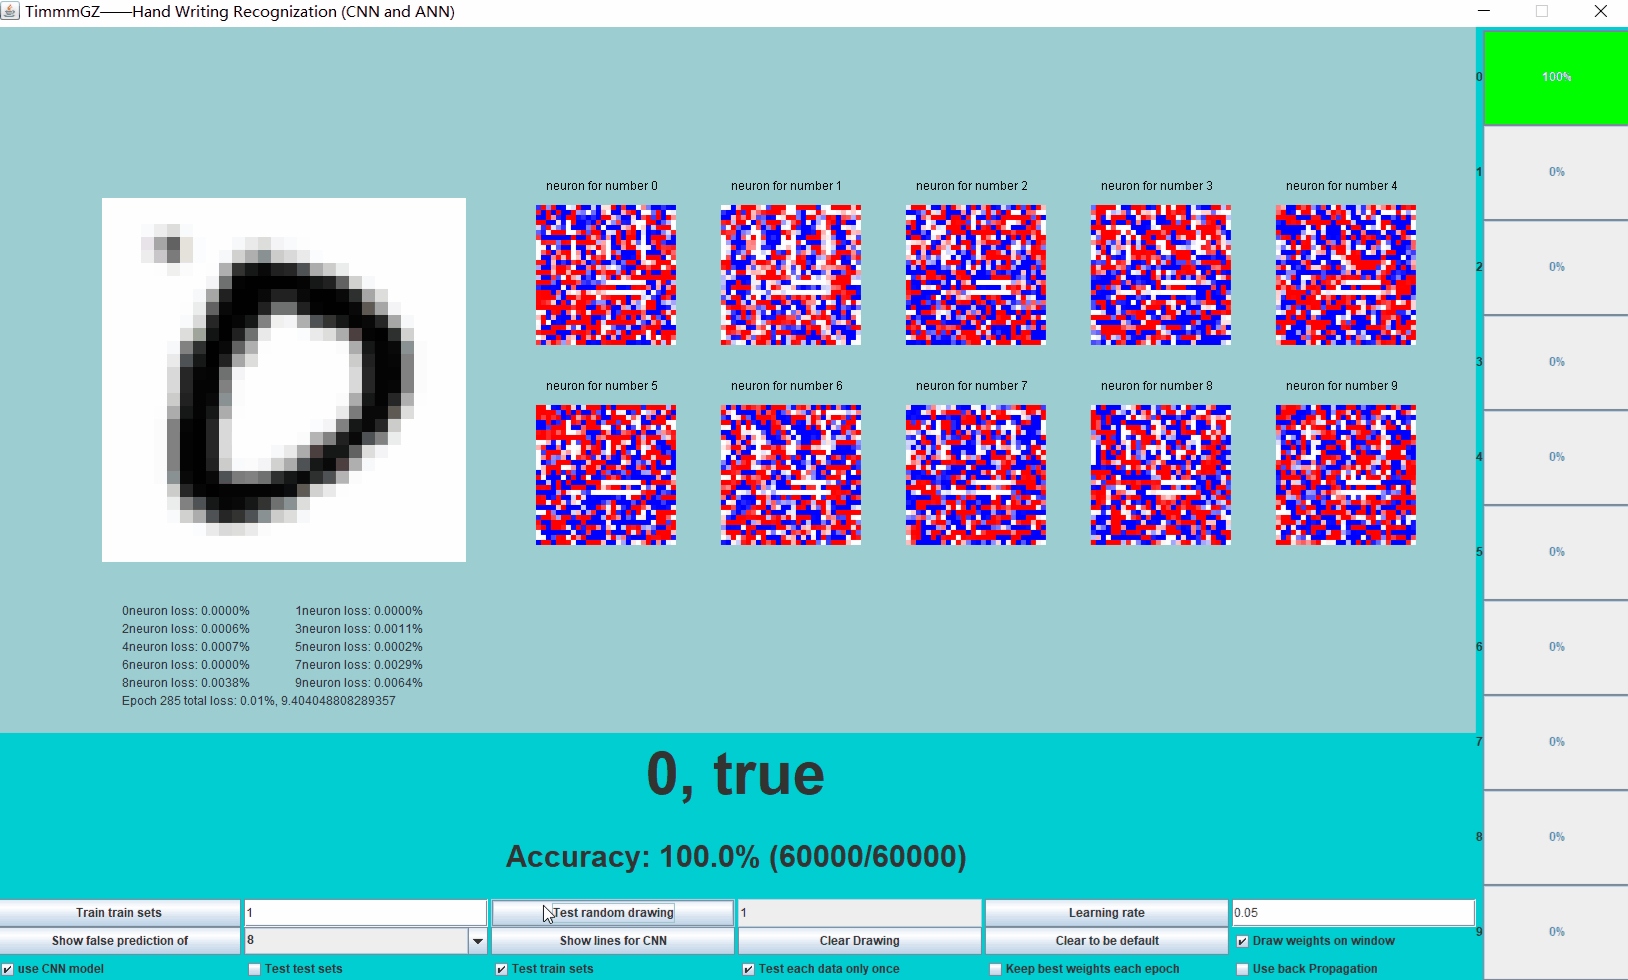 TimmmGZ——Hand Writing Recognization (CNN and ANN)
neuron for number 0 neuron for number 1 neuron for number 2 neuron for number 3 neuron for number 4
neuron for number 5 neuron for number 6 neuron for number 7 neuron for number 8 neuron for number 9
0neuron loss: 0.0000% 1neuron loss: 0.0000%
2neuron loss: 0.0006% 3neuron loss: 0.0011%
4neuron loss: 0.0007% 5neuron loss: 0.0002%
6neuron loss: 0.0000% 7neuron loss: 0.0029%
8neuron loss: 0.0038% 9neuron loss: 0.0064%
Epoch 285 total loss: 0.01%, 9.404048808289357
0, true
Accuracy: 100.0% (60000/60000)
Train train sets 1 Test random drawing 1 Learning rate 0.05
Show false prediction of 8 Show lines for CNN Clear Drawing Clear to be default Draw weights on window
use CNN model Test test sets Test train sets Test each data only once Keep best weights each epoch Use back Propagation
0 100%
1 0%
2 0%
3 0%
4 0%
5 0%
6 0%
7 0%
8 0%
9 0%